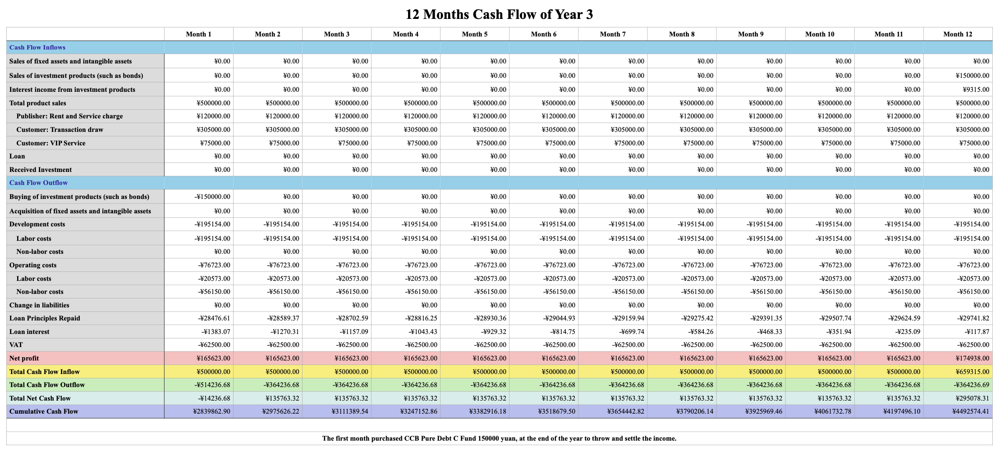 12 Months Cash Flow of Year 3
Month 1 Month 2 Month 3 Month 4 Month 5 Month 6 Month 7 Month 8 Month 9 Month 10 Month 11 Month 12
Cash Flow Inflows
Sales of fixed assets and intangible assets ¥0.00 ¥0.00 ¥0.00 ¥0.00 ¥0.00 ¥0.00 ¥0.00 ¥0.00 ¥0.00 ¥0.00 ¥0.00 ¥0.00
Sales of investment products (such as bonds) ¥0.00 ¥0.00 ¥0.00 ¥0.00 ¥0.00 ¥0.00 ¥0.00 ¥0.00 ¥0.00 ¥0.00 ¥0.00 ¥150000.00
Interest income from investment products ¥0.00 ¥0.00 ¥0.00 ¥0.00 ¥0.00 ¥0.00 ¥0.00 ¥0.00 ¥0.00 ¥0.00 ¥0.00 ¥9315.00
Total product sales ¥500000.00 ¥500000.00 ¥500000.00 ¥500000.00 ¥500000.00 ¥500000.00 ¥500000.00 ¥500000.00 ¥500000.00 ¥500000.00 ¥500000.00 ¥500000.00
Publisher: Rent and Service charge ¥120000.00 ¥120000.00 ¥120000.00 ¥120000.00 ¥120000.00 ¥120000.00 ¥120000.00 ¥120000.00 ¥120000.00 ¥120000.00 ¥120000.00 ¥120000.00
Customer: Transaction draw ¥305000.00 ¥305000.00 ¥305000.00 ¥305000.00 ¥305000.00 ¥305000.00 ¥305000.00 ¥305000.00 ¥305000.00 ¥305000.00 ¥305000.00 ¥305000.00
Customer: VIP Service ¥75000.00 ¥75000.00 ¥75000.00 ¥75000.00 ¥75000.00 ¥75000.00 ¥75000.00 ¥75000.00 ¥75000.00 ¥75000.00 ¥75000.00 ¥75000.00
Loan ¥0.00 ¥0.00 ¥0.00 ¥0.00 ¥0.00 ¥0.00 ¥0.00 ¥0.00 ¥0.00 ¥0.00 ¥0.00 ¥0.00
Received Investment ¥0.00 ¥0.00 ¥0.00 ¥0.00 ¥0.00 ¥0.00 ¥0.00 ¥0.00 ¥0.00 ¥0.00 ¥0.00 ¥0.00
Cash Flow Outflow
Buying of investment products (such as bonds) -¥150000.00 ¥0.00 ¥0.00 ¥0.00 ¥0.00 ¥0.00 ¥0.00 ¥0.00 ¥0.00 ¥0.00 ¥0.00 ¥0.00
Acquisition of fixed assets and intangible assets ¥0.00 ¥0.00 ¥0.00 ¥0.00 ¥0.00 ¥0.00 ¥0.00 ¥0.00 ¥0.00 ¥0.00 ¥0.00 ¥0.00
Development costs -¥195154.00 -¥195154.00 -¥195154.00 -¥195154.00 -¥195154.00 -¥195154.00 -¥195154.00 -¥195154.00 -¥195154.00 -¥195154.00 -¥195154.00 -¥195154.00
Labor costs -¥195154.00 -¥195154.00 -¥195154.00 -¥195154.00 -¥195154.00 -¥195154.00 -¥195154.00 -¥195154.00 -¥195154.00 -¥195154.00 -¥195154.00 -¥195154.00
Non-labor costs ¥0.00 ¥0.00 ¥0.00 ¥0.00 ¥0.00 ¥0.00 ¥0.00 ¥0.00 ¥0.00 ¥0.00 ¥0.00 ¥0.00
Operating costs -¥76723.00 -¥76723.00 -¥76723.00 -¥76723.00 -¥76723.00 -¥76723.00 -¥76723.00 -¥76723.00 -¥76723.00 -¥76723.00 -¥76723.00 -¥76723.00
Labor costs -¥20573.00 -¥20573.00 -¥20573.00 -¥20573.00 -¥20573.00 -¥20573.00 -¥20573.00 -¥20573.00 -¥20573.00 -¥20573.00 -¥20573.00 -¥20573.00
Non-labor costs -¥56150.00 -¥56150.00 -¥56150.00 -¥56150.00 -¥56150.00 -¥56150.00 -¥56150.00 -¥56150.00 -¥56150.00 -¥56150.00 -¥56150.00 -¥56150.00
Change in liabilities ¥0.00 ¥0.00 ¥0.00 ¥0.00 ¥0.00 ¥0.00 ¥0.00 ¥0.00 ¥0.00 ¥0.00 ¥0.00 ¥0.00
Loan Principles Repaid -¥28476.61 -¥28589.37 -¥28702.59 -¥28816.25 -¥28930.36 -¥29044.93 -¥29159.94 -¥29275.42 -¥29391.35 -¥29507.74 -¥29624.59 -¥29741.82
Loan interest -¥1383.07 -¥1270.31 -¥1157.09 -¥1043.43 -¥929.32 -¥814.75 -¥699.74 -¥584.26 -¥468.33 -¥351.94 -¥235.09 -¥117.87
VAT -¥62500.00 -¥62500.00 -¥62500.00 -¥62500.00 -¥62500.00 -¥62500.00 -¥62500.00 -¥62500.00 -¥62500.00 -¥62500.00 -¥62500.00 -¥62500.00
Net profit ¥165623.00 ¥165623.00 ¥165623.00 ¥165623.00 ¥165623.00 ¥165623.00 ¥165623.00 ¥165623.00 ¥165623.00 ¥165623.00 ¥165623.00 ¥174938.00
Total Cash Flow Inflow ¥500000.00 ¥500000.00 ¥500000.00 ¥500000.00 ¥500000.00 ¥500000.00 ¥500000.00 ¥500000.00 ¥500000.00 ¥500000.00 ¥500000.00 ¥659315.00
Total Cash Flow Outflow -¥514236.68 -¥364236.68 -¥364236.68 -¥364236.68 -¥364236.68 -¥364236.68 -¥364236.68 -¥364236.68 -¥364236.68 -¥364236.68 -¥364236.68 -¥364236.69
Total Net Cash Flow -¥14236.68 ¥135763.32 ¥135763.32 ¥135763.32 ¥135763.32 ¥135763.32 ¥135763.32 ¥135763.32 ¥135763.32 ¥135763.32 ¥135763.32 ¥295078.31
Cumulative Cash Flow ¥2839862.90 ¥2975626.22 ¥3111389.54 ¥3247152.86 ¥3382916.18 ¥3518679.50 ¥3654442.82 ¥3790206.14 ¥3925969.46 ¥4061732.78 ¥4197496.10 ¥4492574.41
The first month purchased CCB Pure Debt C Fund 150000 yuan, at the end of the year to throw and settle the income.